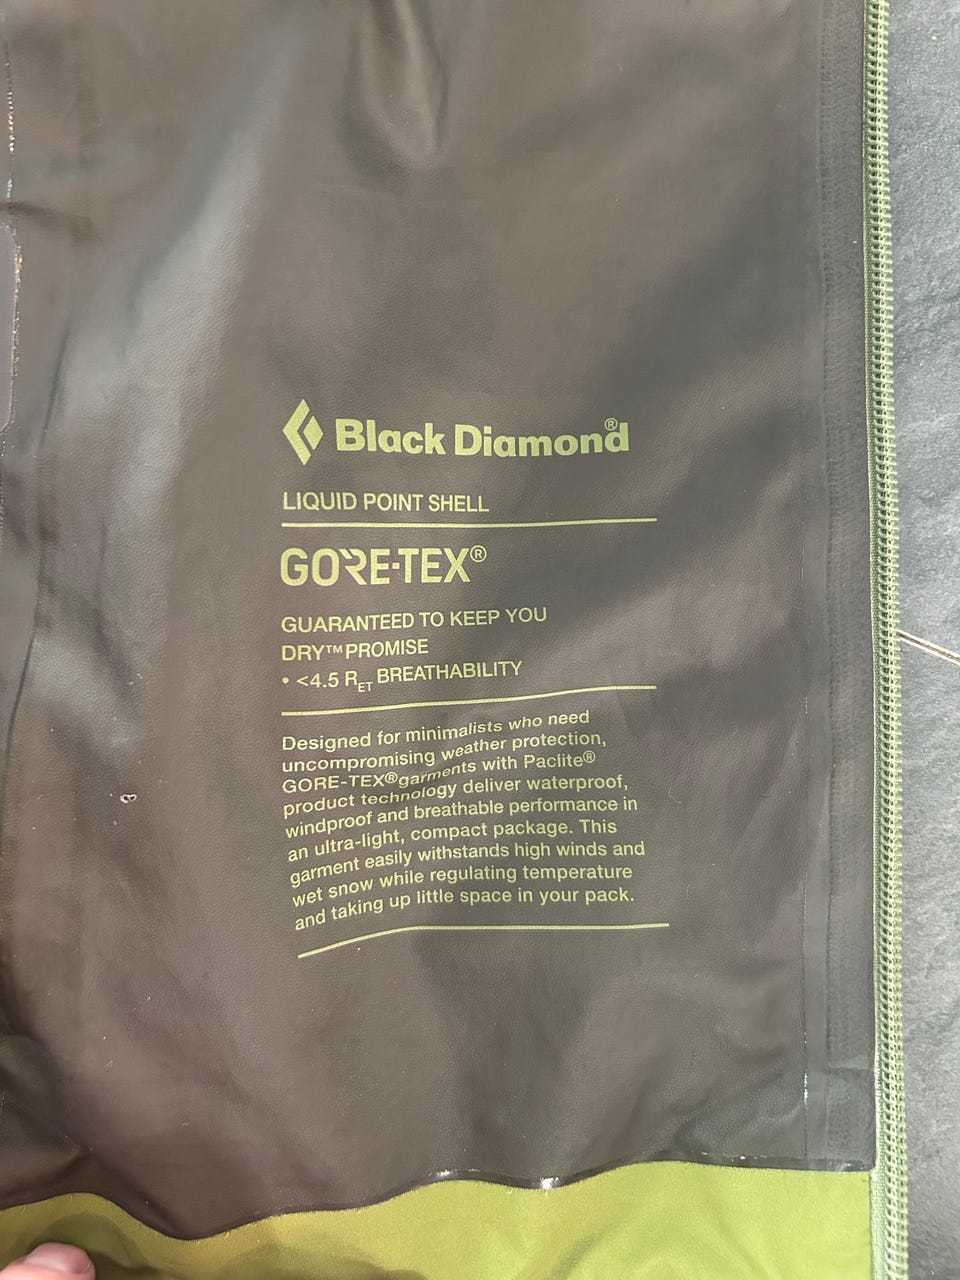 Black Diamond®
LIQUID POINT SHELL
GORE-TEX®
GUARANTEED TO KEEP YOU
DRY™ PROMISE
• <4.5 RET BREATHABILITY
Designed for minimalists who need
uncompromising weather protection,
GORE-TEX® garments with Paclite®
product technology deliver waterproof,
windproof and breathable performance in
an ultra-light, compact package. This
garment easily withstands high winds and
wet snow while regulating temperature
and taking up little space in your pack.